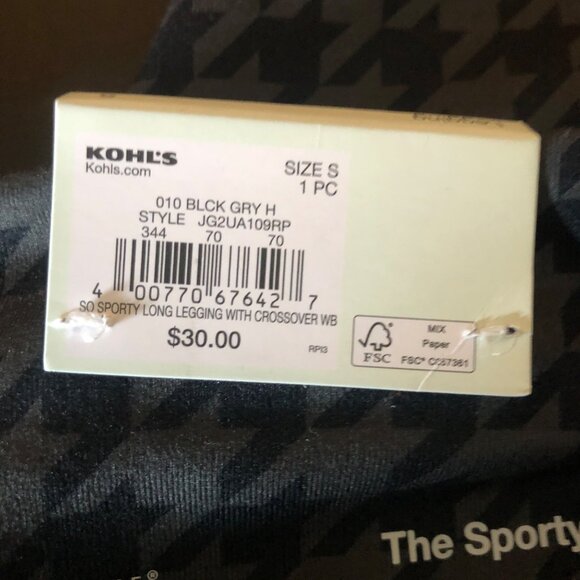 KOHL'S
Kohls.com
SIZE S
1 PC
010 BLCK GRY H
STYLE JG2UA109RP
344 70 70
4 00770 67642 7
SO SPORTY LONG LEGGING WITH CROSSOVER WB
$30.00
RPI3
FSC
MIX
Paper
FSC® C057361
The Sporty